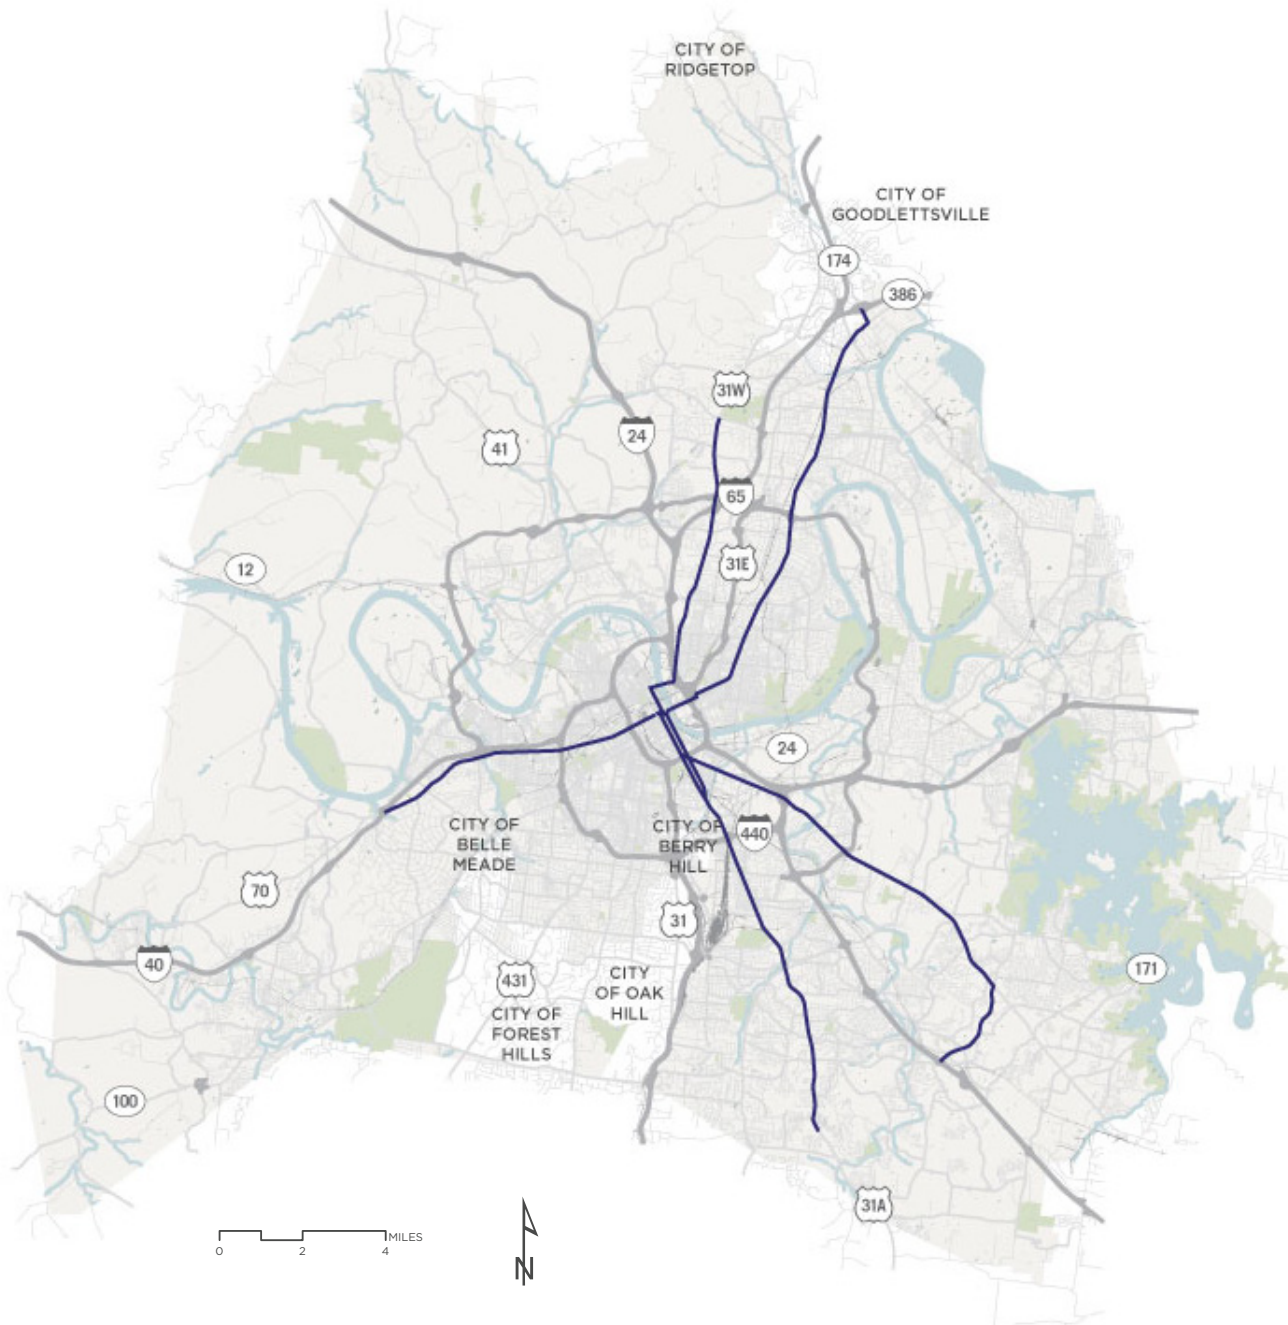 CITY OF
RIDGETOP
CITY OF
GOODLETTSVILLE
174
386
31W
24
41
65
31E
12
24
CITY OF
BELLE
MEADE
CITY OF
BERRY
HILL
440
70
31
40
431
CITY
OF OAK
HILL
171
CITY OF
FOREST
HILLS
100
31A
MILES
0
2
4
N